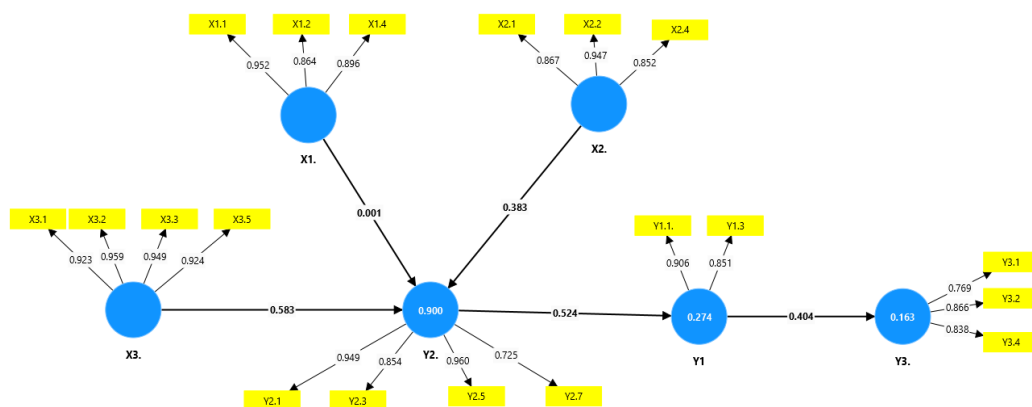 X1.1 X1.2 X1.4
X2.1 X2.2 X2.4
0.952 0.864 0.896
0.867 0.947 0.852
X1.
X2.
X3.1 X3.2 X3.3 X3.5
0.001
0.383
Y1.1. Y1.3
0.923 0.959 0.949 0.924
0.906 0.851
Y3.1
0.769
Y3.2
0.866
0.583
0.900
0.524
0.274
0.404
0.163
0.838
Y3.4
X3.
Y2.
Y1
Y3.
0.949 0.854 0.960 0.725
Y2.1 Y2.3 Y2.5 Y2.7